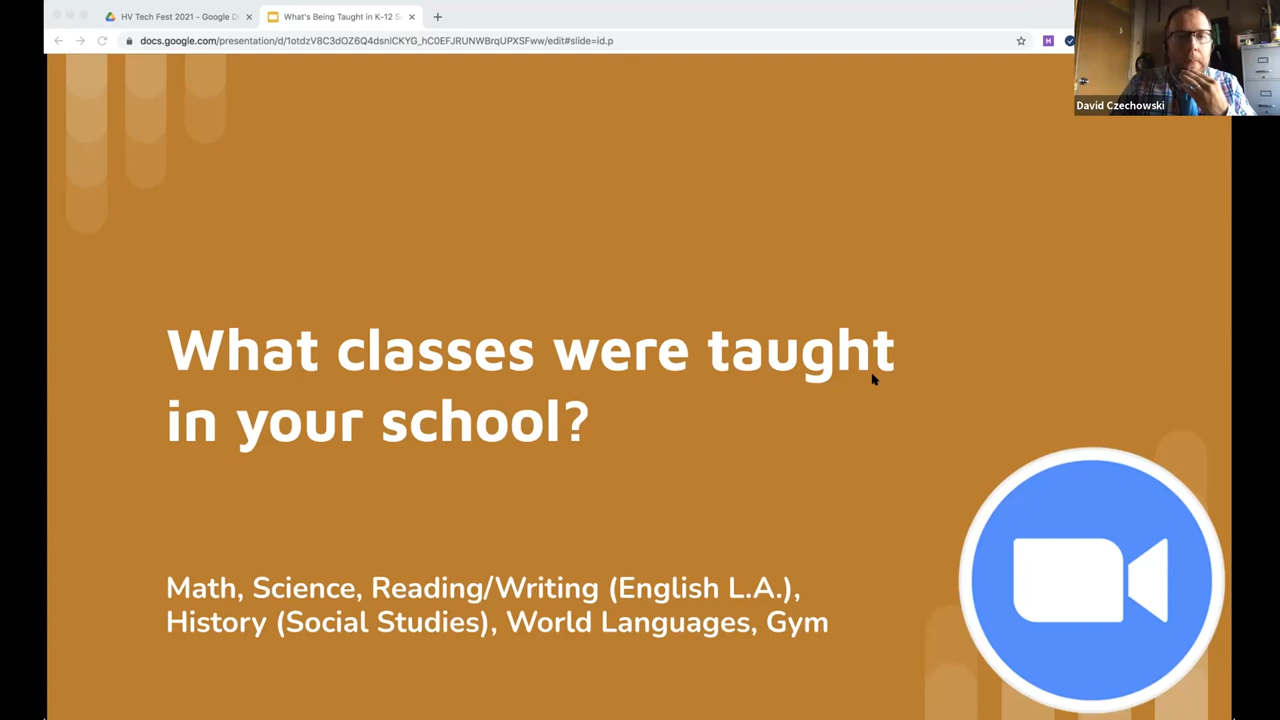 HV Tech Fest 2021 - Google D
What's Being Taught in K-12 S
docs.google.com/presentation/d/1otdzV8C3dOZ6Q4dsnlCKYG_hC0EFJRUNWBrqUPXSFww/edit#slide=id.p
H
David Czechowski
What classes were taught
in your school?
Math, Science, Reading/Writing (English L.A.),
History (Social Studies), World Languages, Gym